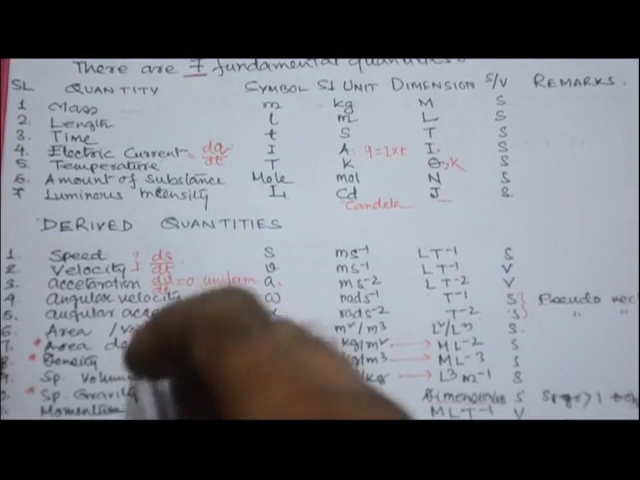 There are 7 fundamental quantities.
SL QUANTITY SYMBOL SI UNIT DIMENSION S/V REMARKS.
1 Mass m kg M S
2. Length l m L S
3. Time t S T S
4. Electric Current = dq/dt I A q=Ixt I S
5. Temperature T K θ, K S
6. Amount of Substance Mole mol N S
7 Luminous intensity L Cd J S
Candela
DERIVED QUANTITIES
1. Speed } ds/dt S ms-1 LT-1 S
2. Velocity ms-1 LT-1 V
3. acceleration =0 uniform a ms-2 LT-2 V
4. angular velocity ω rads-1 T-1 S Pseudo vec
5. angular acc rads-2 T-2 S " "
6. Area / m2/m3 L2/L3 S
7. * Area de kg/m2 → ML-2 S
8 * Density kg/m3 → ML-3 S
9. Sp. Volum kg → L3 m-1 S
* Sp. Gravity Dimensionless S
Momentum MLT-1 V